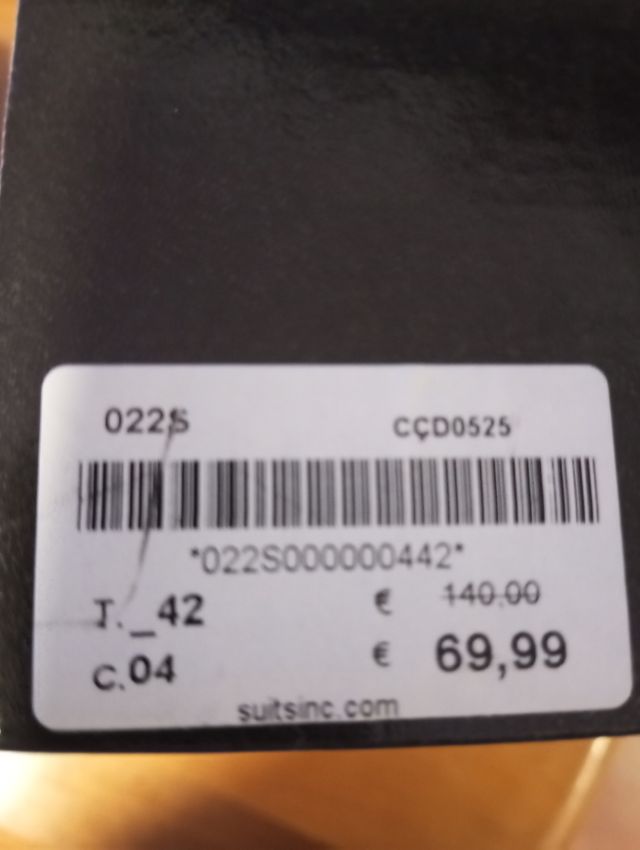 022S CÇD0525
*022S000000442*
T._42 € 140.00
C.04 € 69,99
suitsinc.com